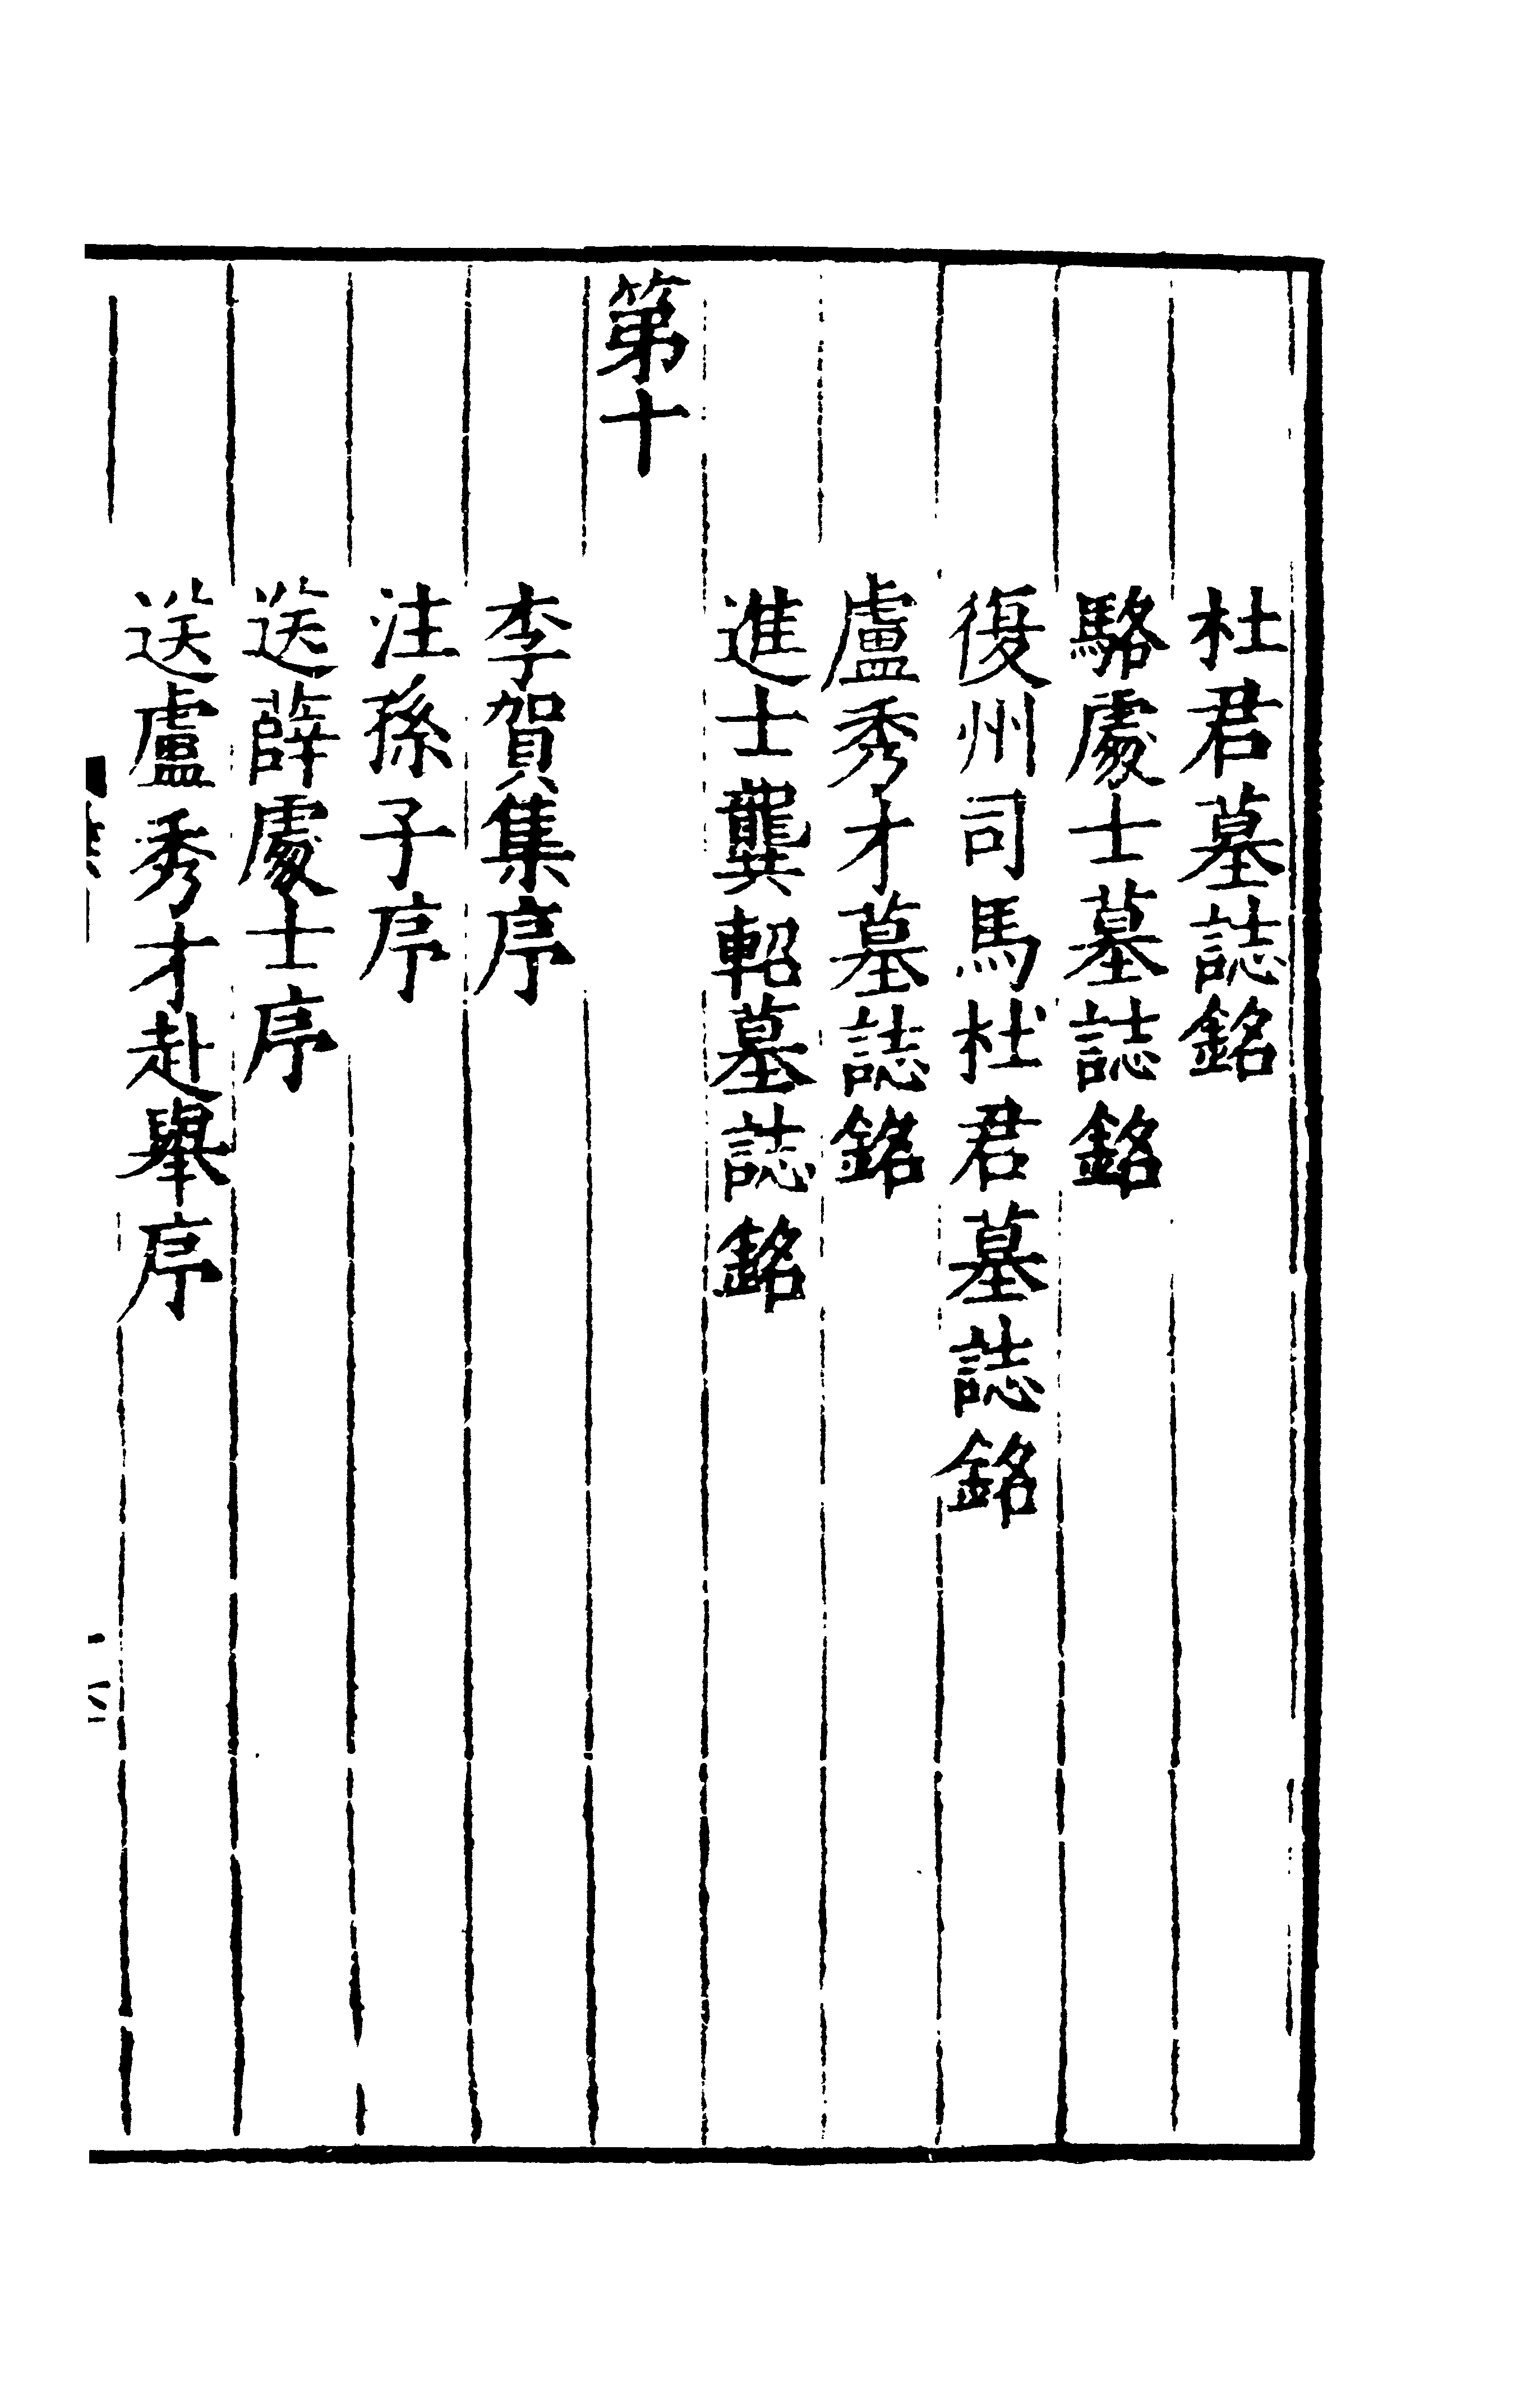 杜君墓誌銘
駱處士墓誌銘
復州司馬杜君墓誌銘
盧秀才墓誌銘
進士龔軺墓誌銘
第十
李賀集序
注孫子序
送薛處士序
送盧秀才赴舉序